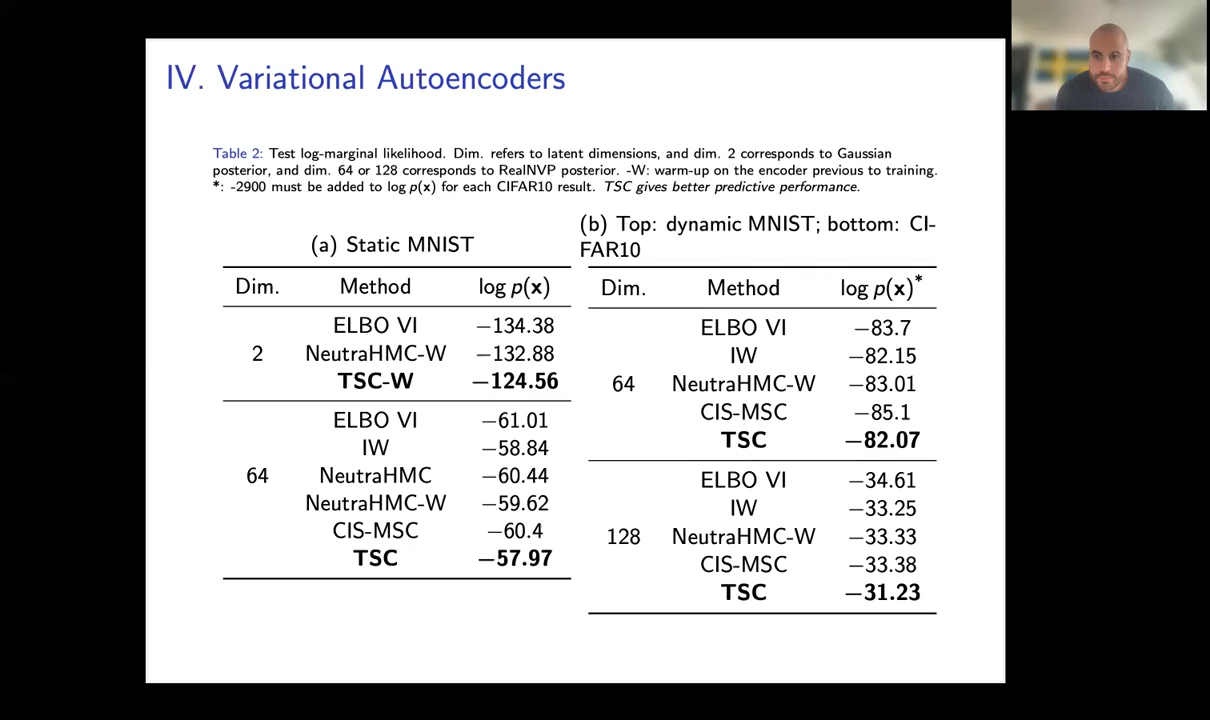 IV. Variational Autoencoders
Table 2: Test log-marginal likelihood. Dim. refers to latent dimensions, and dim. 2 corresponds to Gaussian
posterior, and dim. 64 or 128 corresponds to RealNVP posterior. -W: warm-up on the encoder previous to training.
*: -2900 must be added to log p(x) for each CIFAR10 result. TSC gives better predictive performance.
(a) Static MNIST
Dim. Method log p(x)
ELBO VI −134.38
2 NeutraHMC-W −132.88
TSC-W −124.56
ELBO VI −61.01
IW −58.84
64 NeutraHMC −60.44
NeutraHMC-W −59.62
CIS-MSC −60.4
TSC −57.97
(b) Top: dynamic MNIST; bottom: CI-
FAR10
Dim. Method log p(x)*
ELBO VI −83.7
IW −82.15
64 NeutraHMC-W −83.01
CIS-MSC −85.1
TSC −82.07
ELBO VI −34.61
IW −33.25
128 NeutraHMC-W −33.33
CIS-MSC −33.38
TSC −31.23